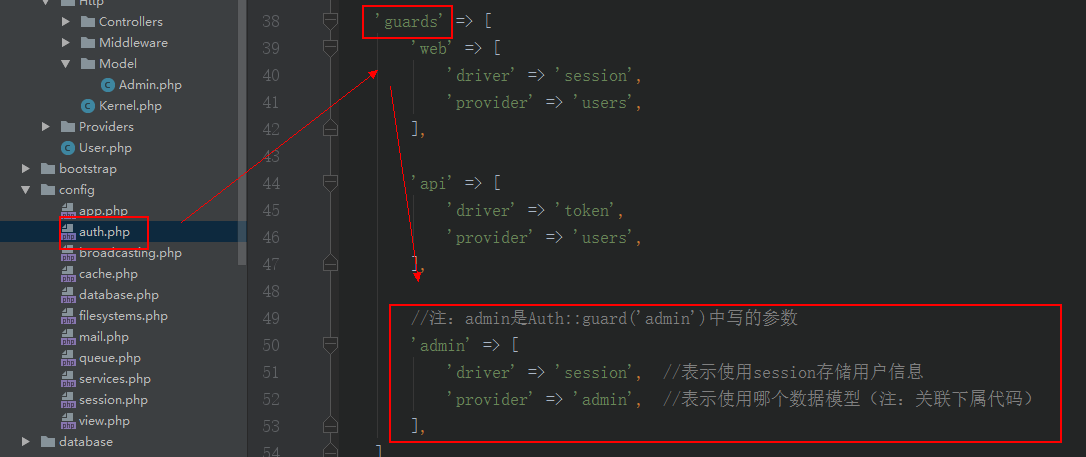 Http
Controllers
Middleware
Model
Admin.php
Kernel.php
Providers
User.php
bootstrap
config
app.php
auth.php
broadcasting.php
cache.php
database.php
filesystems.php
mail.php
queue.php
services.php
session.php
view.php
database
38 'guards' => [
39 'web' => [
40 'driver' => 'session',
41 'provider' => 'users',
42 ],
43
44 'api' => [
45 'driver' => 'token',
46 'provider' => 'users',
47 ],
48
49 //注: admin是Auth::guard('admin')中写的参数
50 'admin' => [
51 'driver' => 'session', //表示使用session存储用户信息
52 'provider' => 'admin', //表示使用哪个数据模型（注: 关联下属代码）
53 ],
54 ]